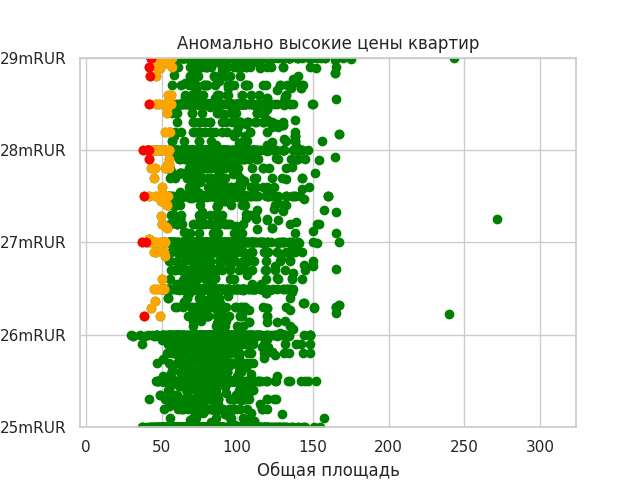 Аномально высокие цены квартир
29mRUR
28mRUR
27mRUR
26mRUR
25mRUR
0 50 100 150 200 250 300
Общая площадь